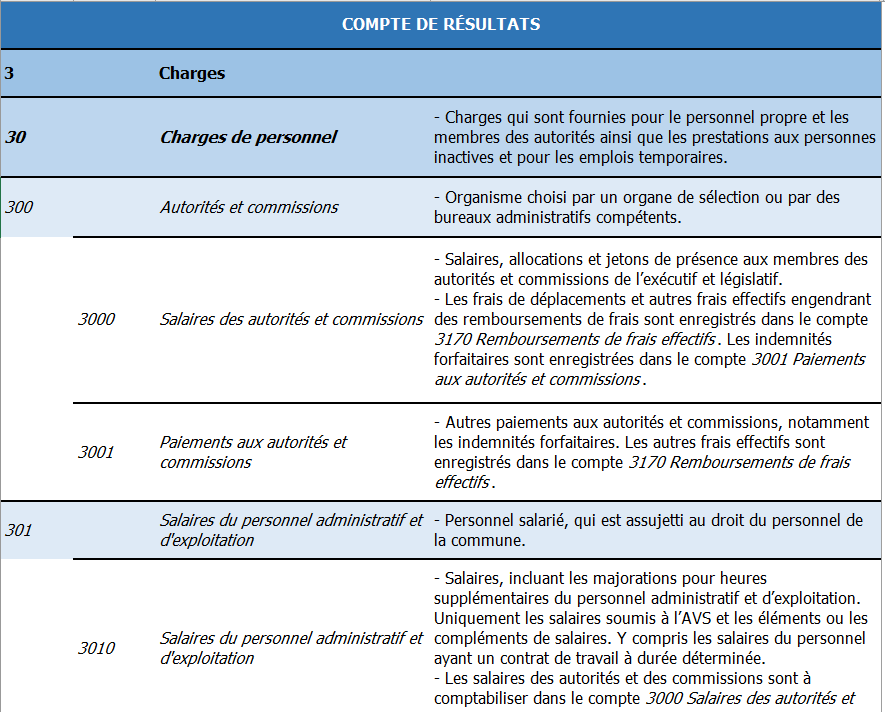 COMPTE DE RÉSULTATS
3 Charges
30 Charges de personnel
- Charges qui sont fournies pour le personnel propre et les
membres des autorités ainsi que les prestations aux personnes
inactives et pour les emplois temporaires.
300 Autorités et commissions
- Organisme choisi par un organe de sélection ou par des
bureaux administratifs compétents.
3000 Salaires des autorités et commissions
- Salaires, allocations et jetons de présence aux membres des
autorités et commissions de l’exécutif et législatif.
- Les frais de déplacements et autres frais effectifs engendrant
des remboursements de frais sont enregistrés dans le compte
3170 Remboursements de frais effectifs. Les indemnités
forfaitaires sont enregistrées dans le compte 3001 Paiements
aux autorités et commissions.
3001 Paiements aux autorités et
commissions
- Autres paiements aux autorités et commissions, notamment
les indemnités forfaitaires. Les autres frais effectifs sont
enregistrés dans le compte 3170 Remboursements de frais
effectifs.
301 Salaires du personnel administratif et
d'exploitation
- Personnel salarié, qui est assujetti au droit du personnel de
la commune.
3010 Salaires du personnel administratif et
d'exploitation
- Salaires, incluant les majorations pour heures
supplémentaires du personnel administratif et d’exploitation.
Uniquement les salaires soumis à l’AVS et les éléments ou les
compléments de salaires. Y compris les salaires du personnel
ayant un contrat de travail à durée déterminée.
- Les salaires des autorités et des commissions sont à
comptabiliser dans le compte 3000 Salaires des autorités et